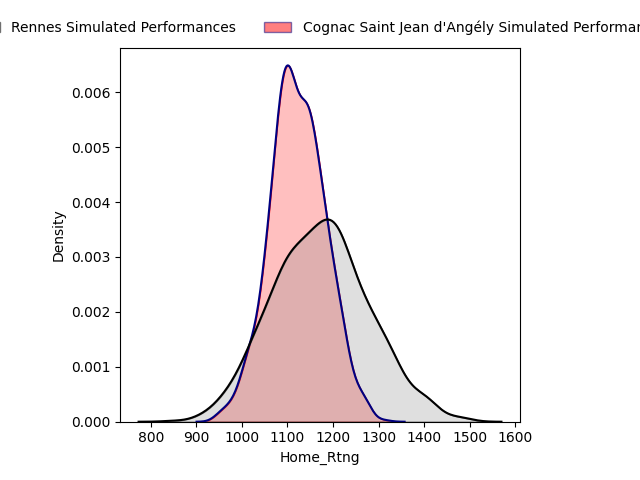 Rennes Simulated Performances
Cognac Saint Jean d'Angély Simulated
0.006
0.005
0.004
0.003
0.002
0.001
0.000
Density
800 900 1000 1100 1200 1300 1400 1500 1600
Home_Rtng